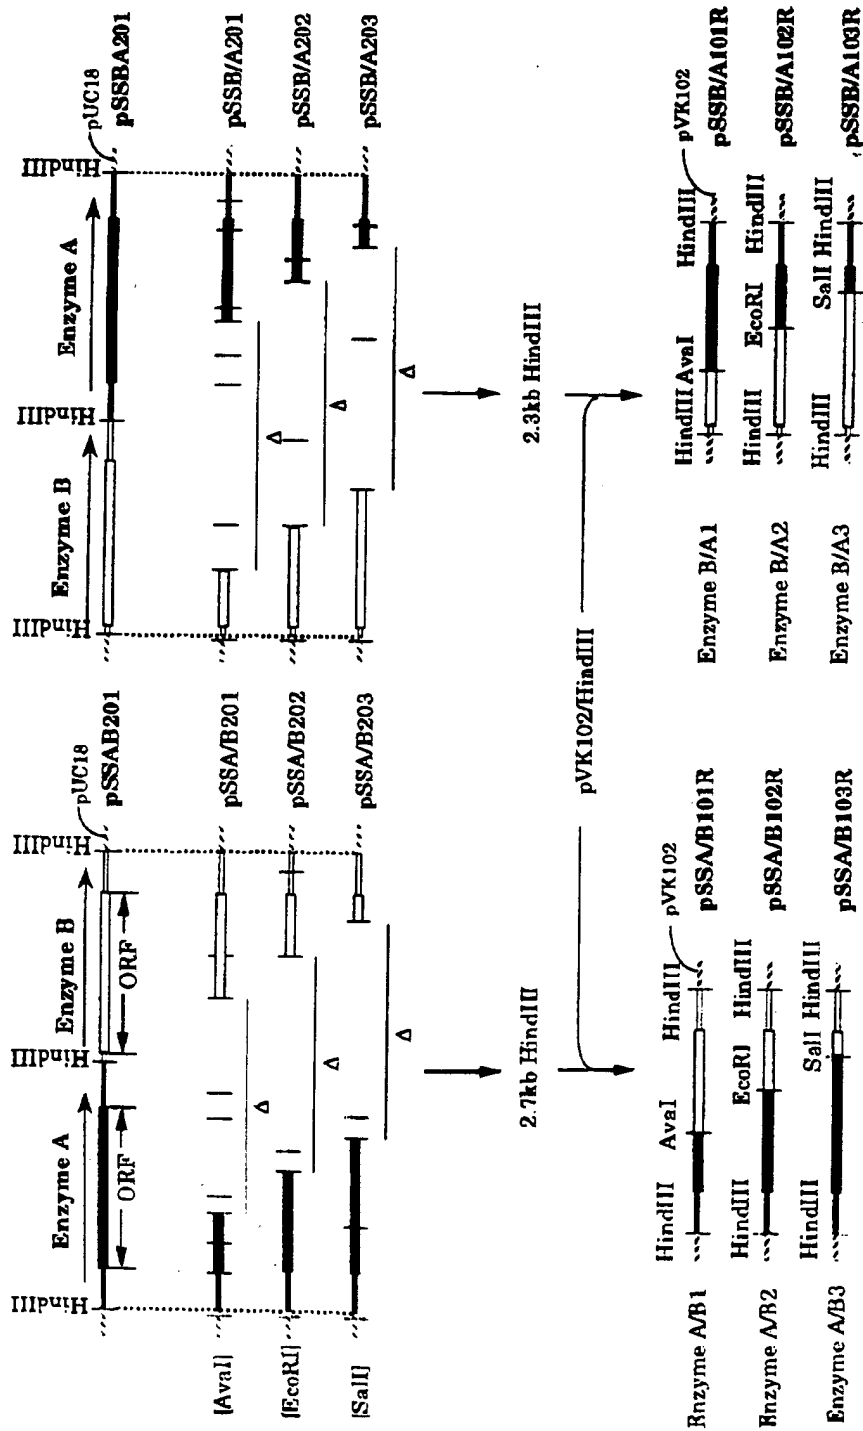 HindIII
Enzyme A
HindIII
Enzyme B
HindIII
pUC18
pSSAB201
ORF
ORF
[AvaI]
pSSA/B201
Δ
[EcoRI]
pSSA/B202
Δ
[SalI]
pSSA/B203
Δ
2.7kb HindIII
HindIII
Enzyme B
HindIII
Enzyme A
HindIII
pUC18
pSSBA201
pSSB/A201
Δ
pSSB/A202
Δ
pSSB/A203
Δ
2.3kb HindIII
pVK102/HindIII
HindIII AvaI HindIII
pVK102
Enzyme A/B1
pSSA/B101R
HindIII EcoRI HindIII
Enzyme A/B2
pSSA/B102R
HindIII SalI HindIII
Enzyme A/B3
pSSA/B103R
HindIII AvaI HindIII
pVK102
Enzyme B/A1
pSSB/A101R
HindIII EcoRI HindIII
Enzyme B/A2
pSSB/A102R
HindIII SalI HindIII
Enzyme B/A3
pSSB/A103R